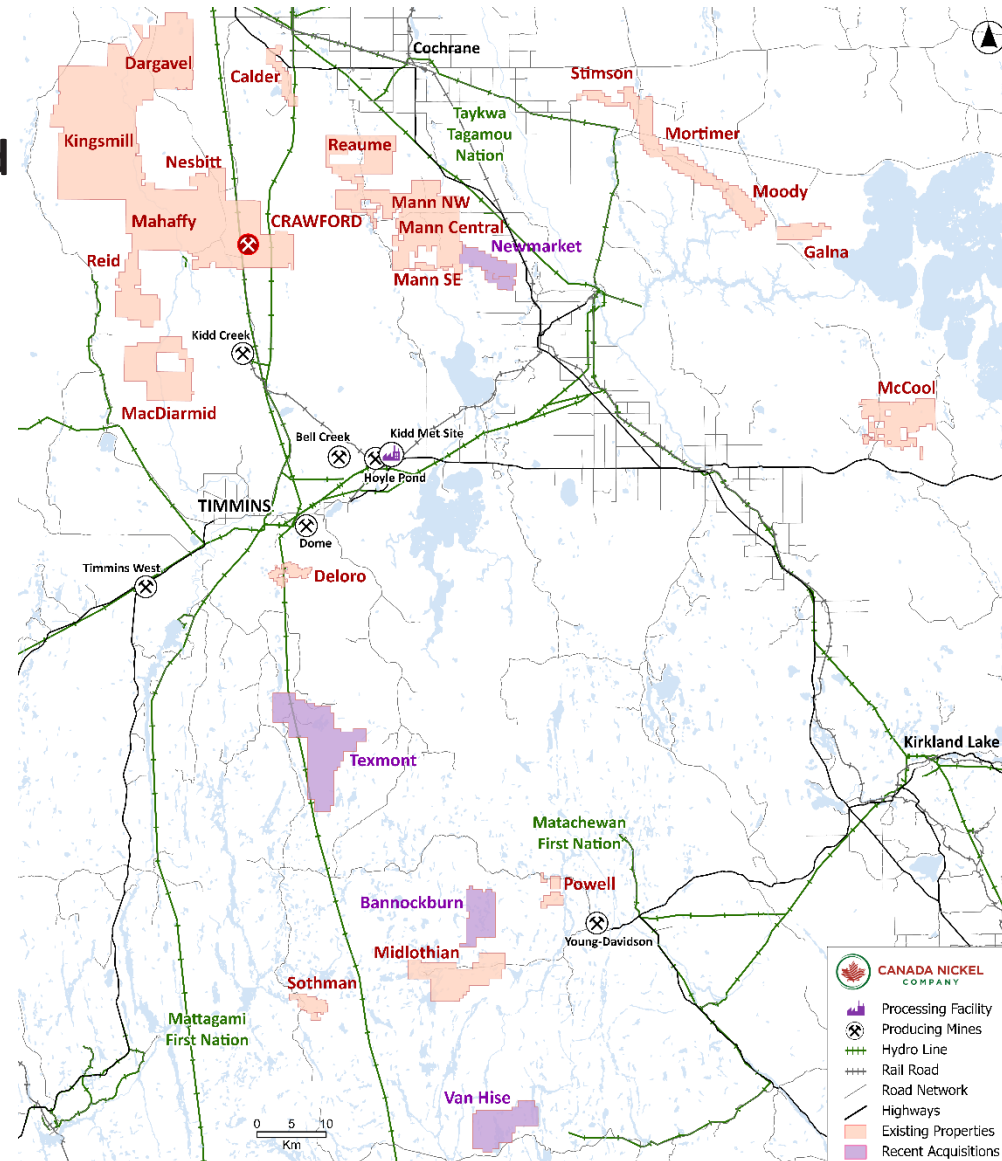 d
Cochrane
Dargavel
Calder
Stimson
Taykwa
Tagamou
Nation
Mortimer
Kingsmill
Reaume
Nesbitt
Moody
Mann NW
Mahaffy
CRAWFORD
Mann Central
Newmarket
Galna
Reid
Mann SE
Kidd Creek
McCool
MacDiarmid
Bell Creek
Kidd Met Site
Hoyle Pond
TIMMINS
Dome
Timmins West
Deloro
Texmont
Kirkland Lake
Matachewan
First Nation
Powell
Bannockburn
Young-Davidson
Midlothian
Sothman
Mattagami
First Nation
Van Hise
0 5 10
Km
CANADA NICKEL
COMPANY
Processing Facility
Producing Mines
Hydro Line
Rail Road
Road Network
Highways
Existing Properties
Recent Acquisitions